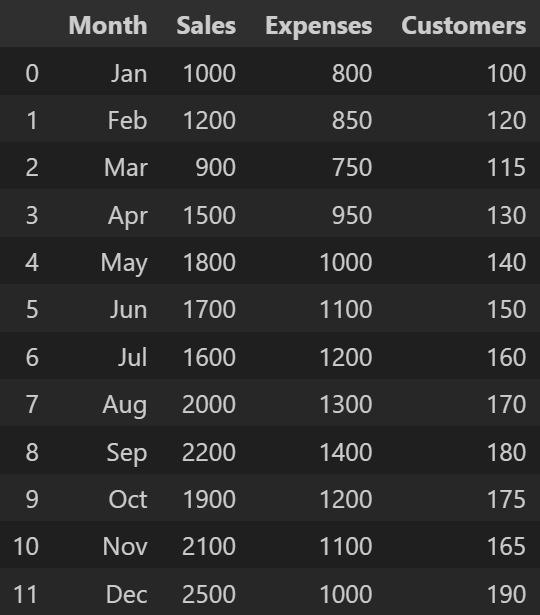 Month Sales Expenses Customers
0 Jan 1000 800 100
1 Feb 1200 850 120
2 Mar 900 750 115
3 Apr 1500 950 130
4 May 1800 1000 140
5 Jun 1700 1100 150
6 Jul 1600 1200 160
7 Aug 2000 1300 170
8 Sep 2200 1400 180
9 Oct 1900 1200 175
10 Nov 2100 1100 165
11 Dec 2500 1000 190